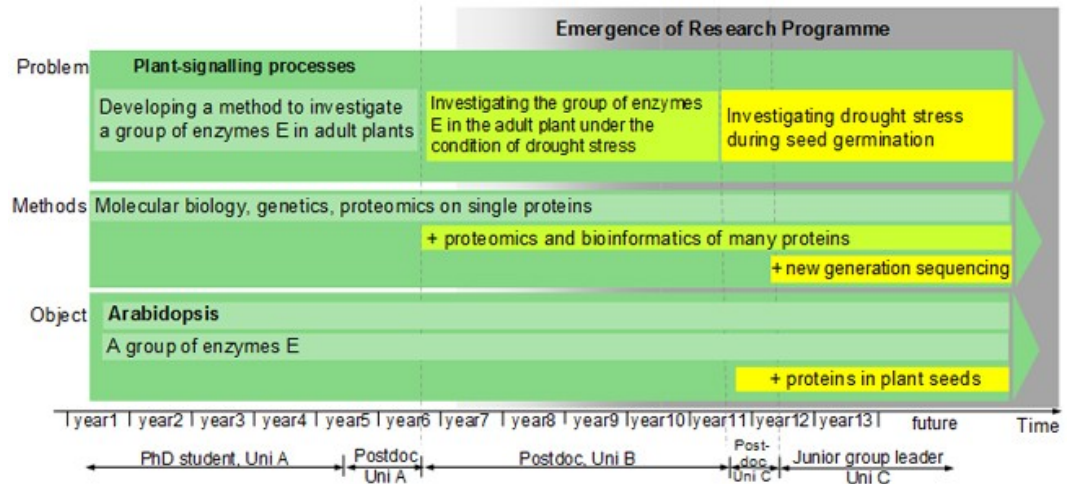 Emergence of Research Programme
Problem
Plant-signalling processes
Developing a method to investigate
a group of enzymes E in adult plants
Investigating the group of enzymes
E in the adult plant under the
condition of drought stress
Investigating drought stress
during seed germination
Methods
Molecular biology, genetics, proteomics on single proteins
+ proteomics and bioinformatics of many proteins
+ new generation sequencing
Object
Arabidopsis
A group of enzymes E
+ proteins in plant seeds
year1 year2 year3 year4 year5 year6 year7 year8 year9 year10 year11 year12 year13 future Time
PhD student, Uni A
Postdoc
Uni A
Postdoc, Uni B
Post-
doc
Uni C
Junior group leader
Uni C